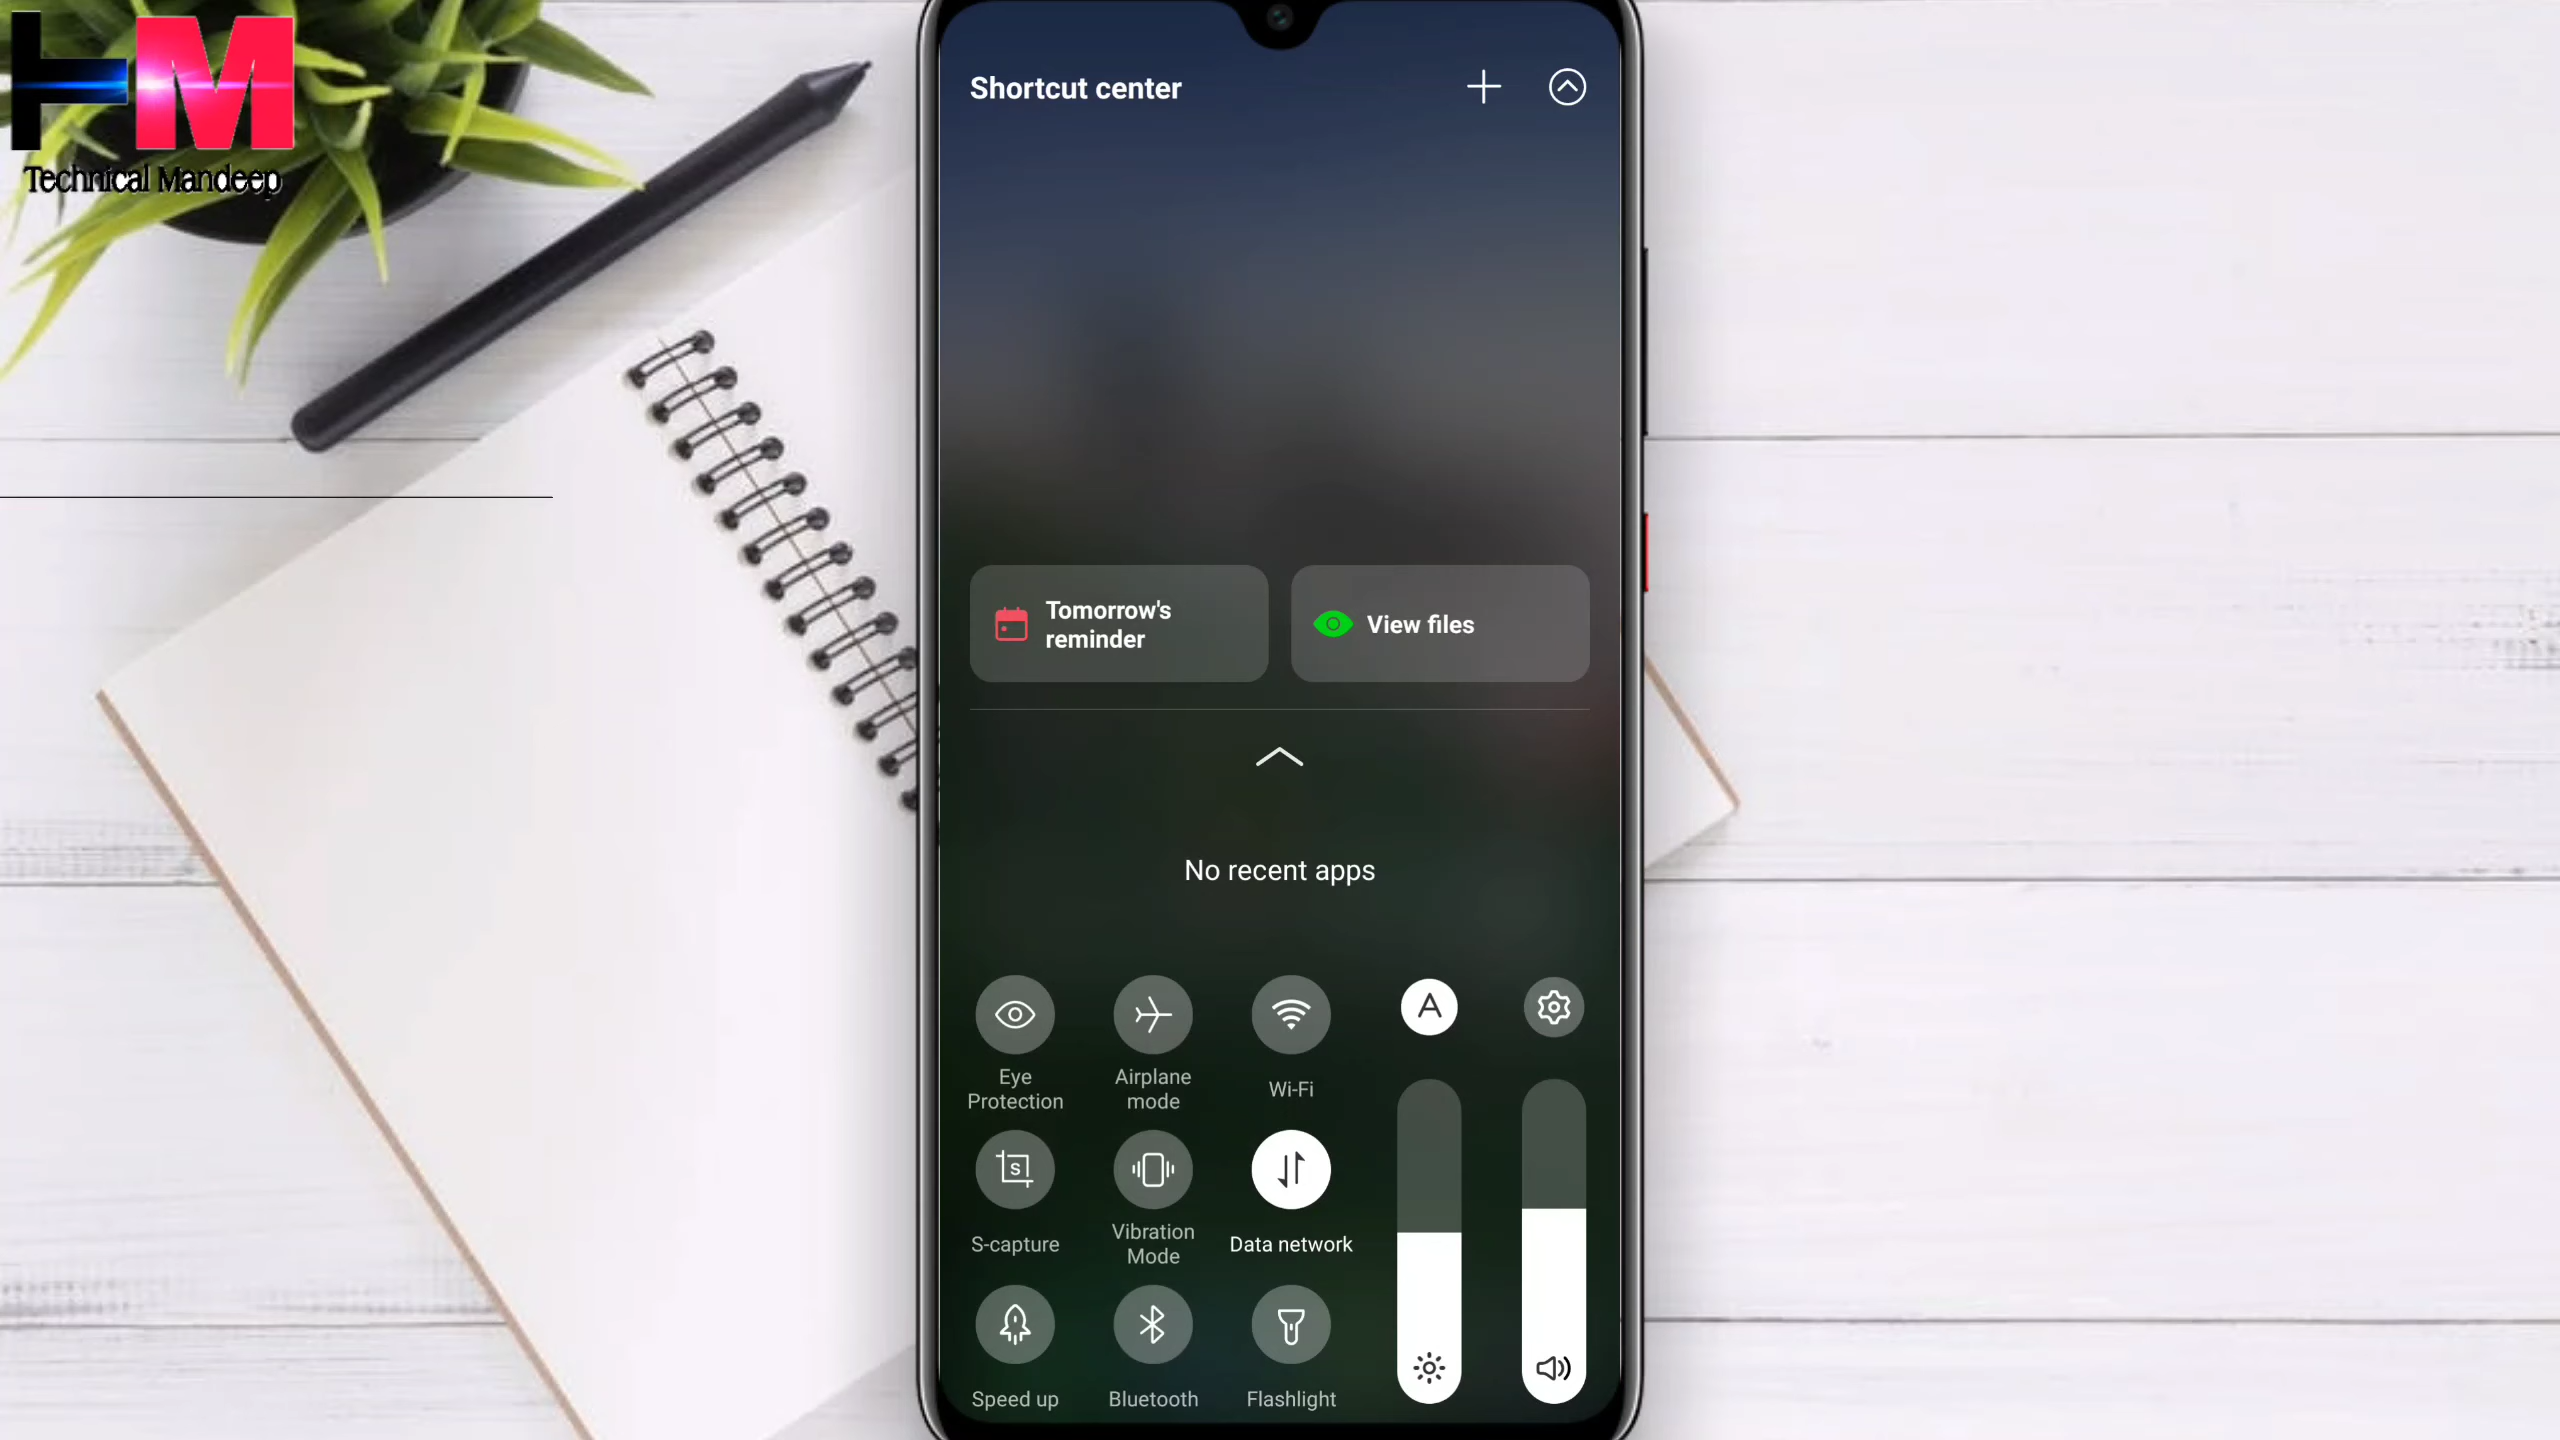 HM
Technical Mandeep
Shortcut center
Tomorrow's
reminder
View files
No recent apps
A
Eye
Protection
Airplane
mode
Wi-Fi
S
S-capture
Vibration
Mode
Data network
Speed up
Bluetooth
Flashlight